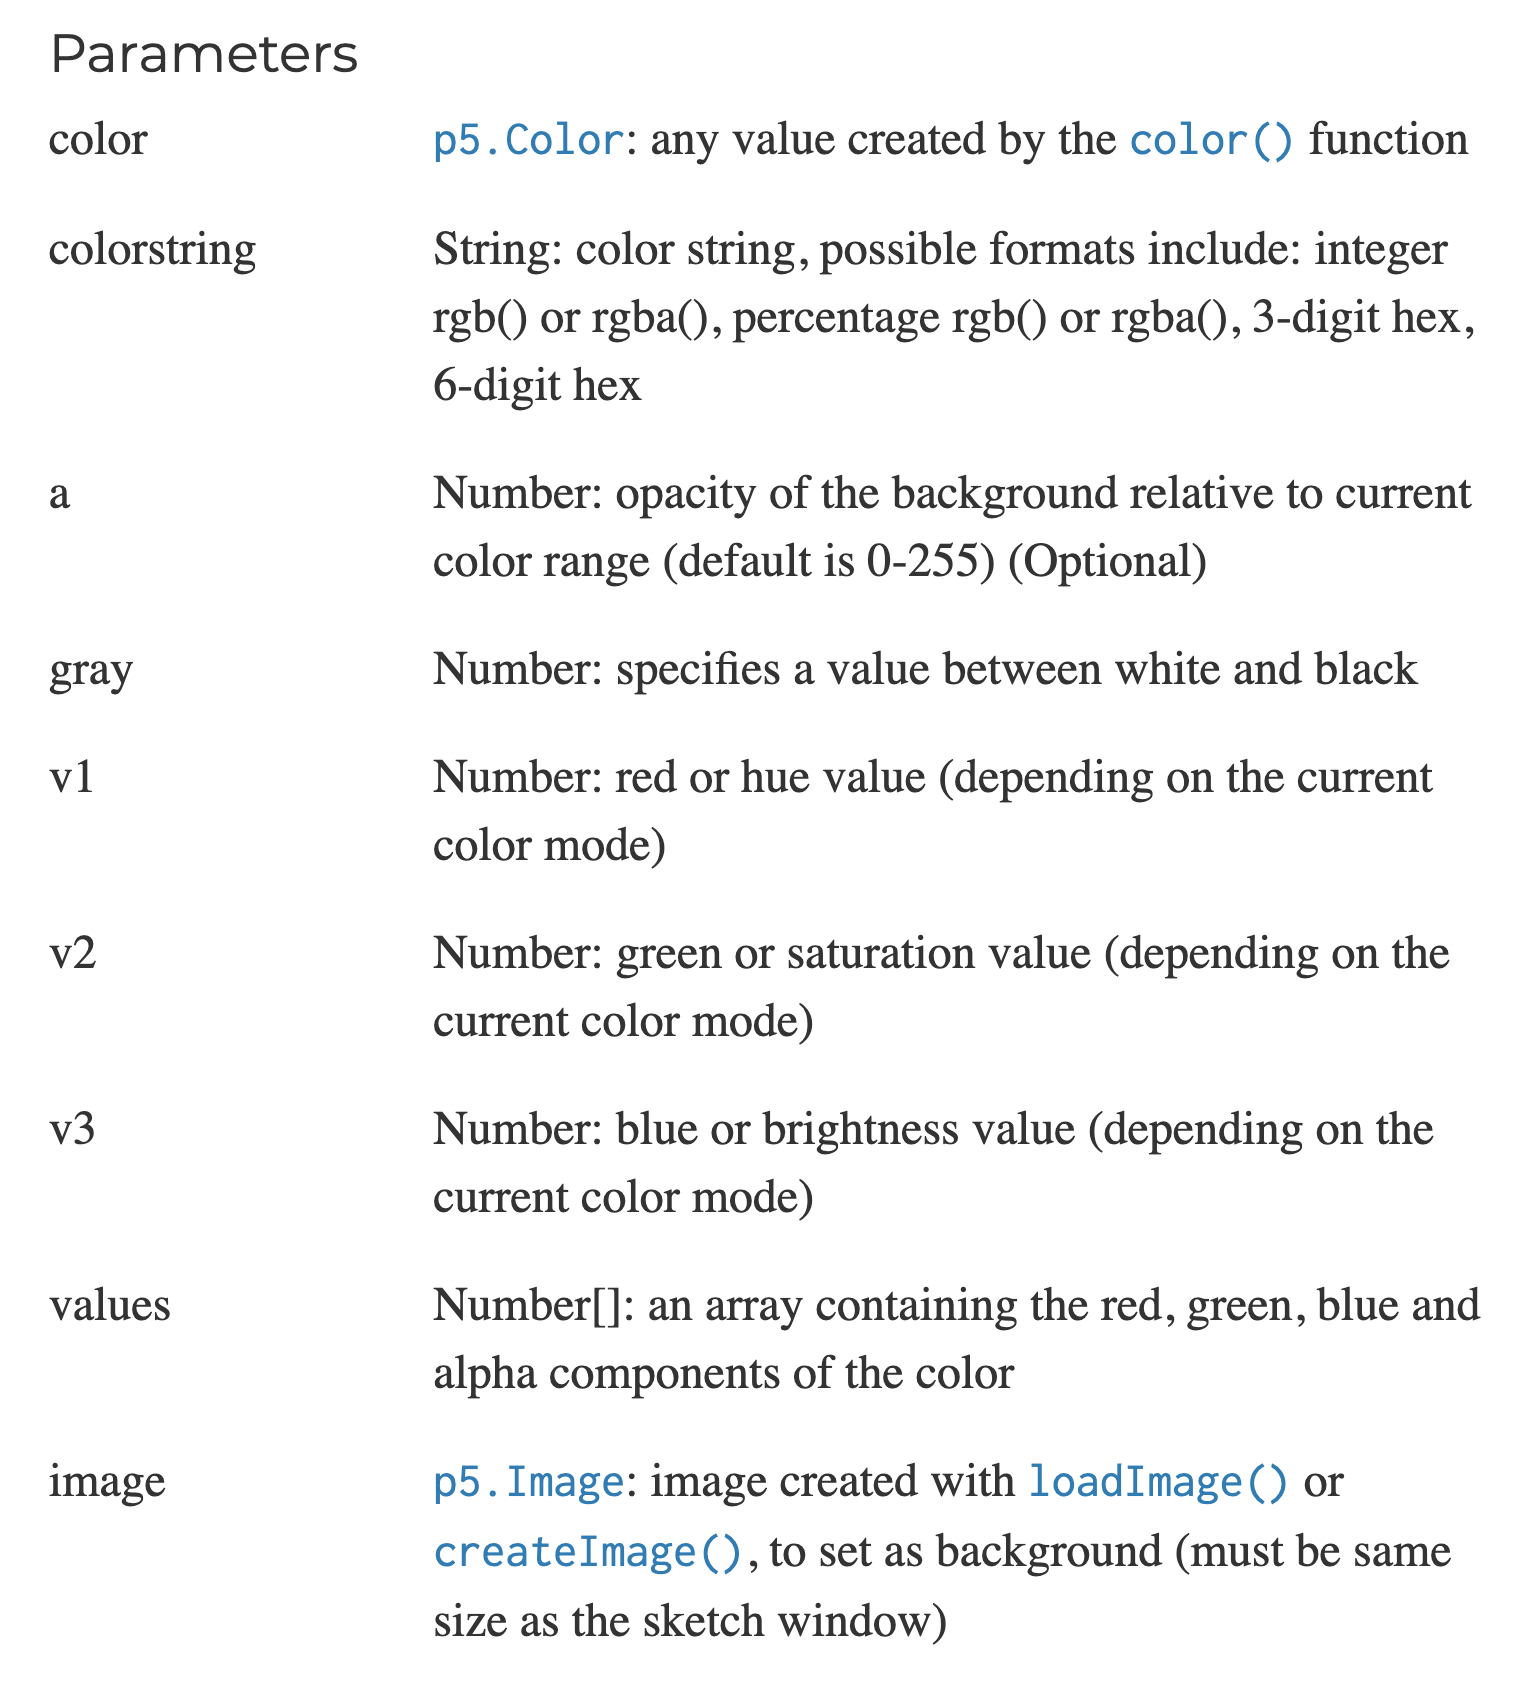 Parameters
color p5.Color: any value created by the color() function
colorstring String: color string, possible formats include: integer
rgb() or rgba(), percentage rgb() or rgba(), 3-digit hex,
6-digit hex
a Number: opacity of the background relative to current
color range (default is 0-255) (Optional)
gray Number: specifies a value between white and black
v1 Number: red or hue value (depending on the current
color mode)
v2 Number: green or saturation value (depending on the
current color mode)
v3 Number: blue or brightness value (depending on the
current color mode)
values Number[]: an array containing the red, green, blue and
alpha components of the color
image p5.Image: image created with loadImage() or
createImage(), to set as background (must be same
size as the sketch window)